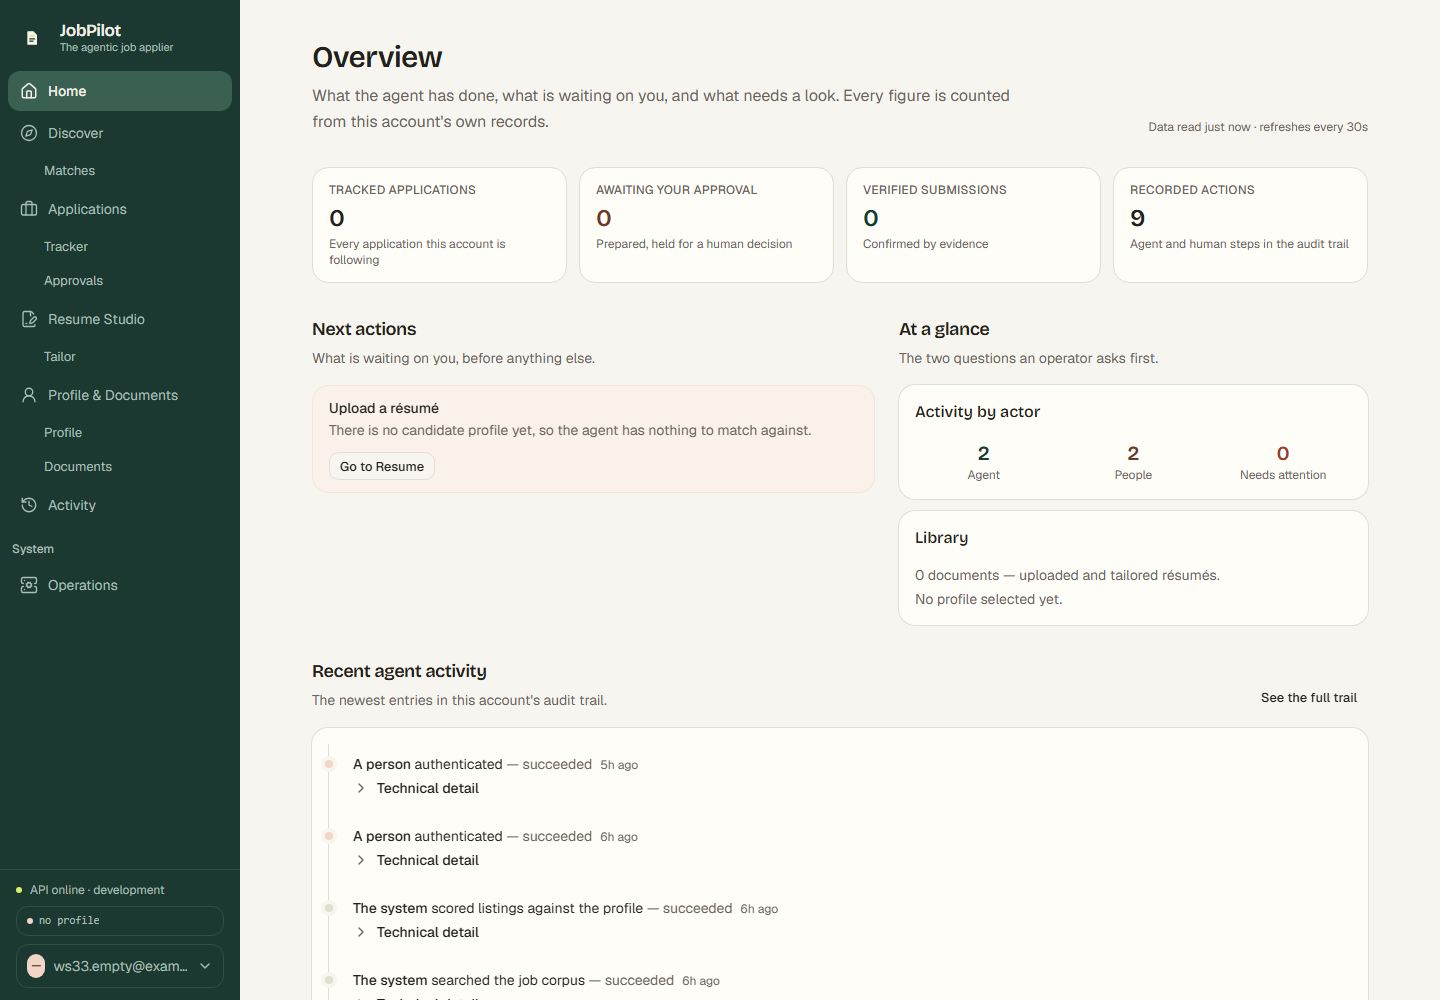 JobPilot
The agentic job applier
Home
Discover
Matches
Applications
Tracker
Approvals
Resume Studio
Tailor
Profile & Documents
Profile
Documents
Activity
System
Operations
API online · development
no profile
ws33.empty@exam...
Overview
What the agent has done, what is waiting on you, and what needs a look. Every figure is counted
from this account's own records.
Data read just now · refreshes every 30s
TRACKED APPLICATIONS
0
Every application this account is
following
AWAITING YOUR APPROVAL
0
Prepared, held for a human decision
VERIFIED SUBMISSIONS
0
Confirmed by evidence
RECORDED ACTIONS
9
Agent and human steps in the audit trail
Next actions
What is waiting on you, before anything else.
Upload a résumé
There is no candidate profile yet, so the agent has nothing to match against.
Go to Resume
At a glance
The two questions an operator asks first.
Activity by actor
2
Agent
2
People
0
Needs attention
Library
0 documents — uploaded and tailored résumés.
No profile selected yet.
Recent agent activity
The newest entries in this account's audit trail.
See the full trail
A person authenticated — succeeded 5h ago
Technical detail
A person authenticated — succeeded 6h ago
Technical detail
The system scored listings against the profile — succeeded 6h ago
Technical detail
The system searched the job corpus — succeeded 6h ago